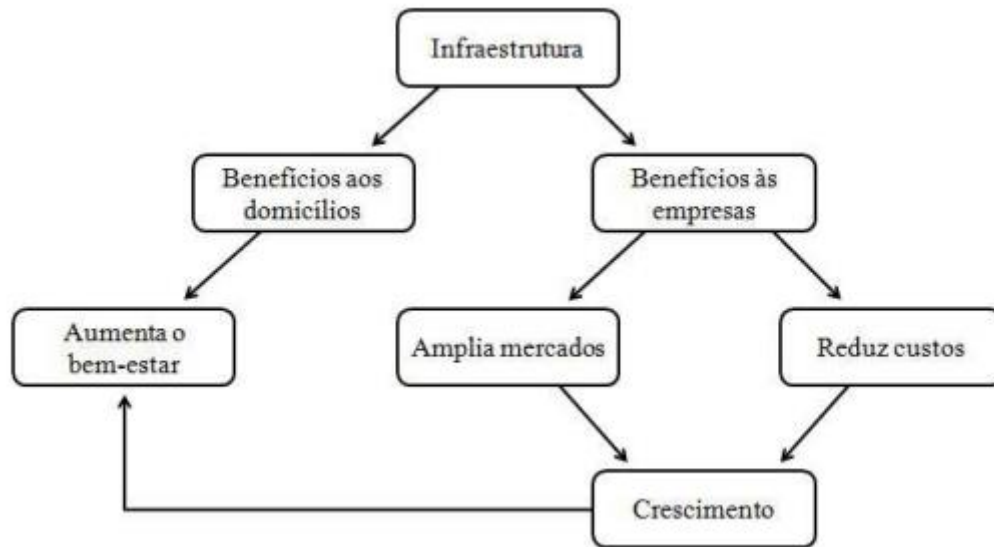 Infraestrutura
Benefícios aos
domicílios
Benefícios às
empresas
Aumenta o
bem-estar
Amplia mercados
Reduz custos
Crescimento